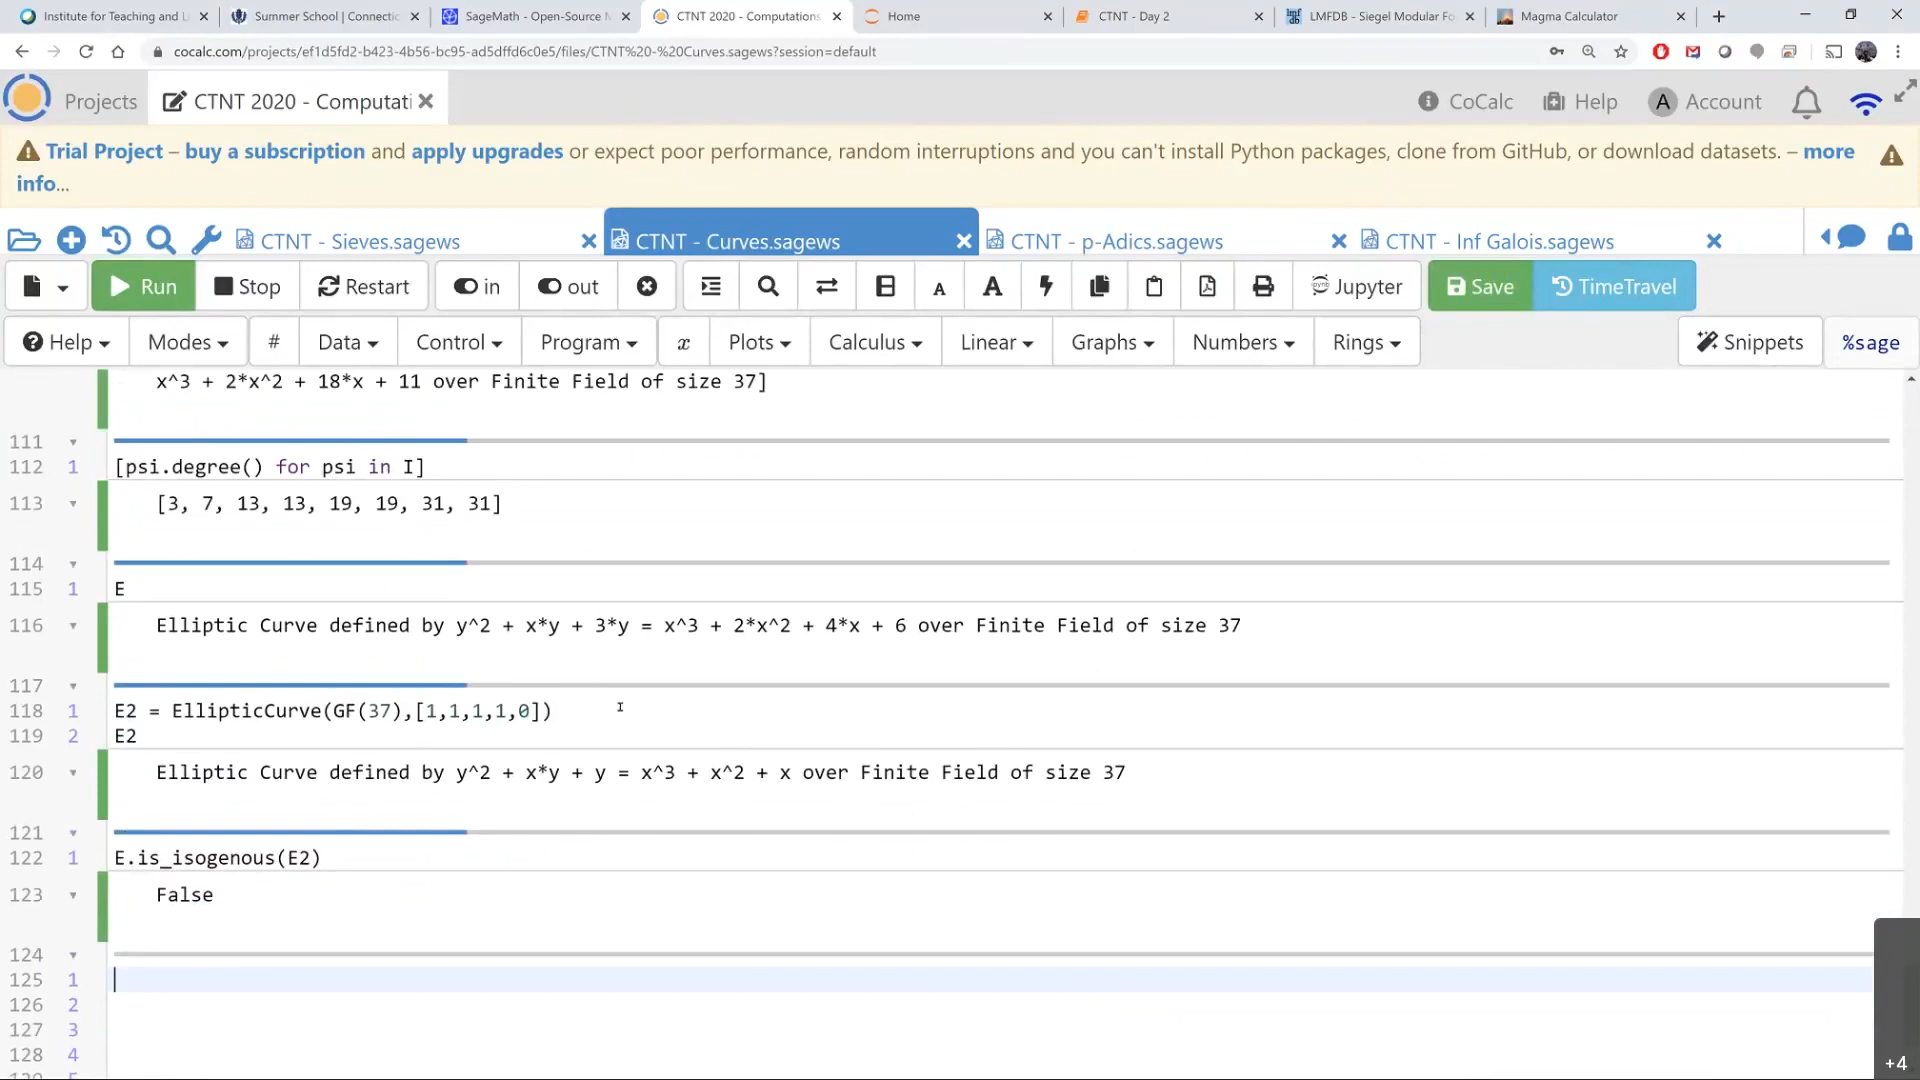 Institute for Teaching and L
Summer School | Connectic
SageMath - Open-Source M
CTNT 2020 - Computations
Home
CTNT - Day 2
LMFDB - Siegel Modular Fo
Magma Calculator
cocalc.com/projects/ef1d5fd2-b423-4b56-bc95-ad5dffd6c0e5/files/CTNT%20-%20Curves.sagews?session=default
Projects
CTNT 2020 - Computati
CoCalc
Help
A Account
Trial Project – buy a subscription and apply upgrades or expect poor performance, random interruptions and you can't install Python packages, clone from GitHub, or download datasets. – more
info...
CTNT - Sieves.sagews
CTNT - Curves.sagews
CTNT - p-Adics.sagews
CTNT - Inf Galois.sagews
Run
Stop
Restart
in
out
A
A
Jupyter
Save
TimeTravel
Help
Modes
#
Data
Control
Program
x
Plots
Calculus
Linear
Graphs
Numbers
Rings
Snippets
%sage
x^3 + 2*x^2 + 18*x + 11 over Finite Field of size 37]
111
112 1 [psi.degree() for psi in I]
113 [3, 7, 13, 13, 19, 19, 31, 31]
114
115 1 E
116 Elliptic Curve defined by y^2 + x*y + 3*y = x^3 + 2*x^2 + 4*x + 6 over Finite Field of size 37
117
118 1 E2 = EllipticCurve(GF(37),[1,1,1,1,0])
119 2 E2
120 Elliptic Curve defined by y^2 + x*y + y = x^3 + x^2 + x over Finite Field of size 37
121
122 1 E.is_isogenous(E2)
123 False
124
125 1
126 2
127 3
128 4
+4